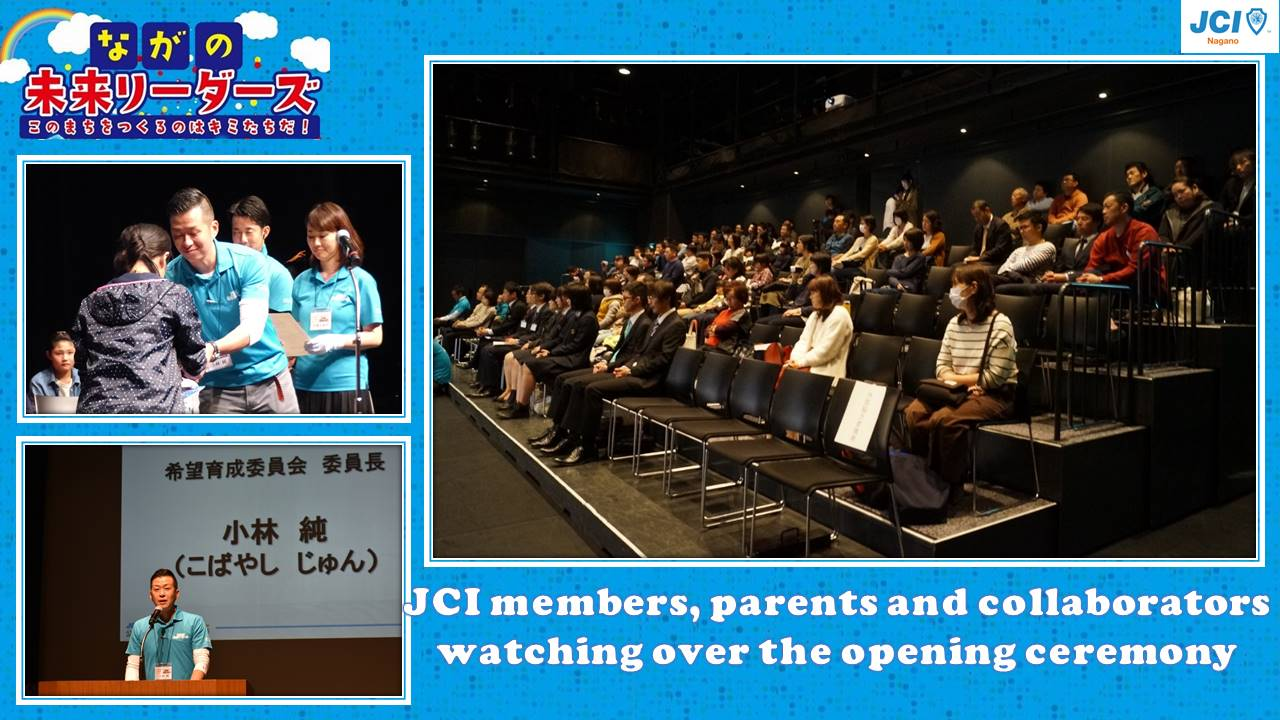 ながの
未来リーダーズ
このまちをつくるのはキミたちだ!
JCI
Nagano
希望育成委員会 委員長
小林 純
(こばやし じゅん)
JCI members, parents and collaborators
watching over the opening ceremony